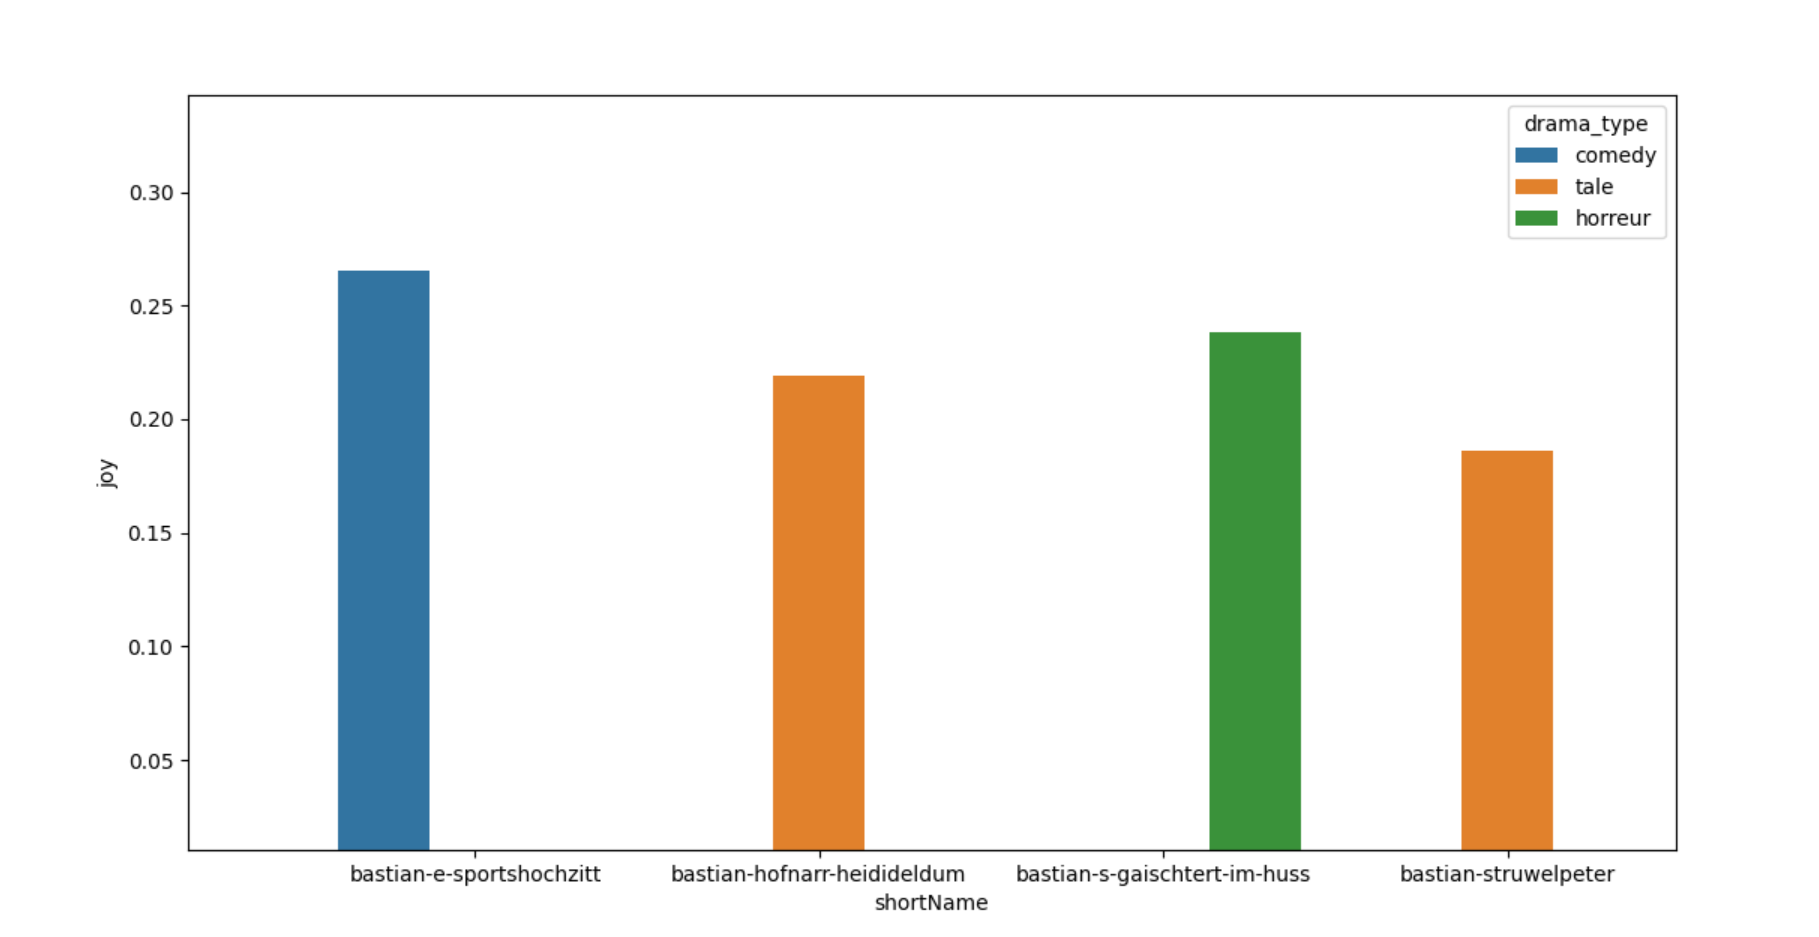 drama_type
comedy
tale
horreur
0.30
0.25
0.20
0.15
0.10
0.05
joy
bastian-e-sportshochzitt
bastian-hofnarr-heidideldum
bastian-s-gaischtert-im-huss
bastian-struwelpeter
shortName